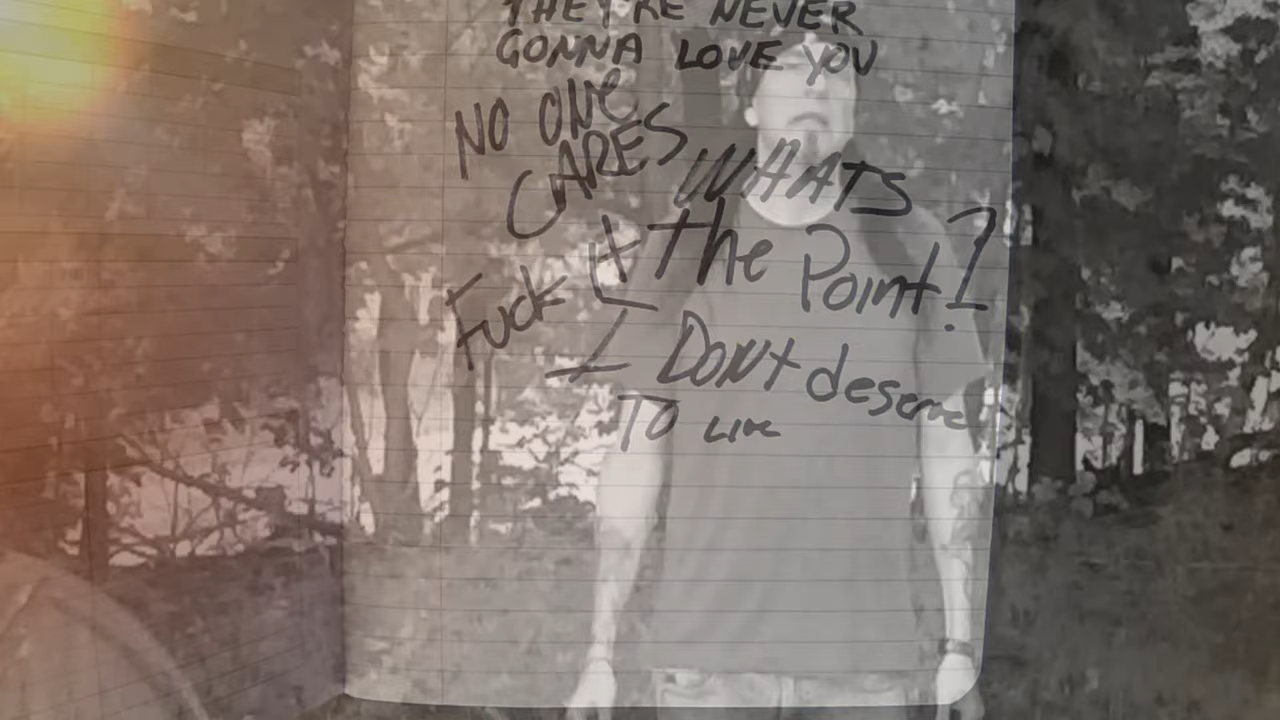 THEY'RE NEVER
GONNA LOVE YOU
NO ONE
CARES
WHATS
the Point?
Fuck it
I DONt deserve
TO Live